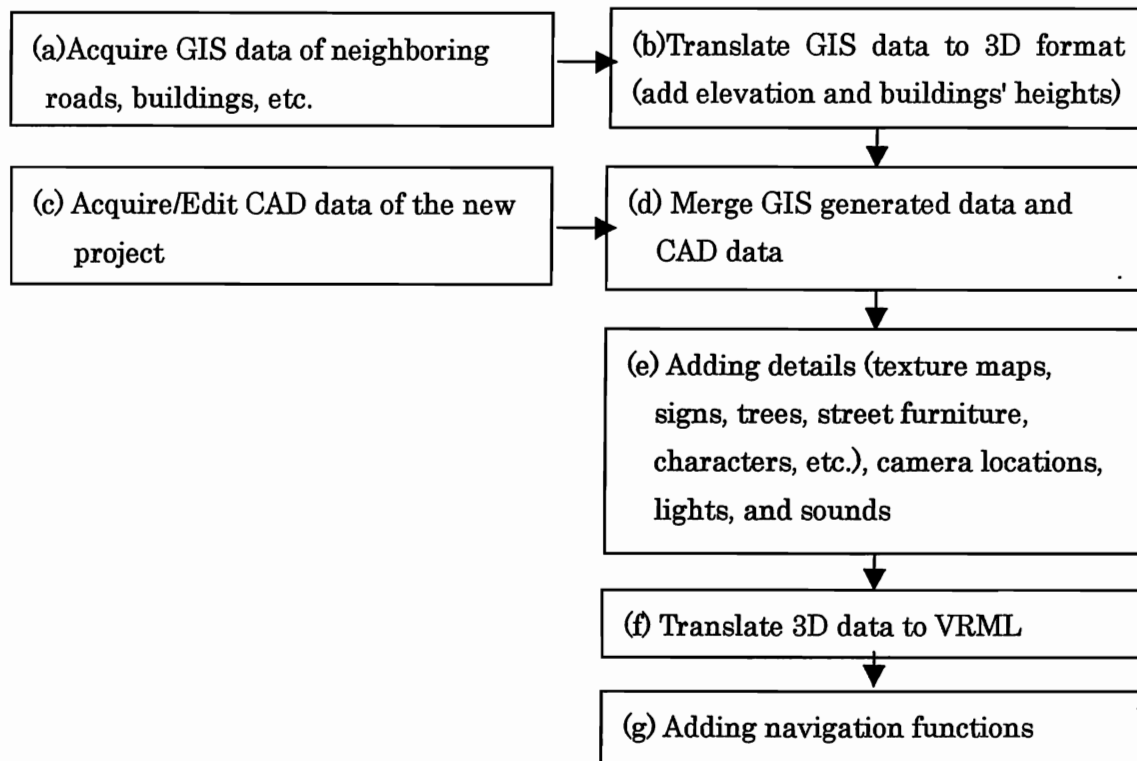 (a)Acquire GIS data of neighboring
roads, buildings, etc.
(b)Translate GIS data to 3D format
(add elevation and buildings' heights)
(c) Acquire/Edit CAD data of the new
project
(d) Merge GIS generated data and
CAD data
(e) Adding details (texture maps,
signs, trees, street furniture,
characters, etc.), camera locations,
lights, and sounds
(f) Translate 3D data to VRML
(g) Adding navigation functions